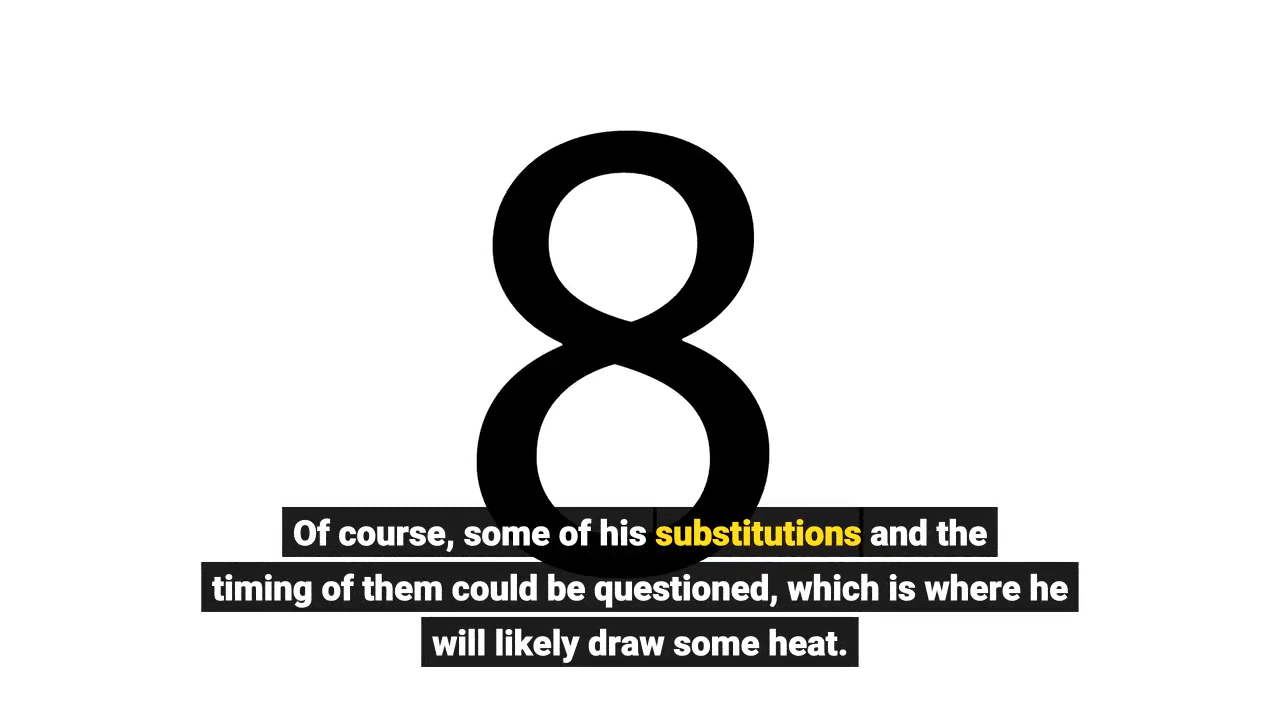 8
Of course, some of his substitutions and the
timing of them could be questioned, which is where he
will likely draw some heat.